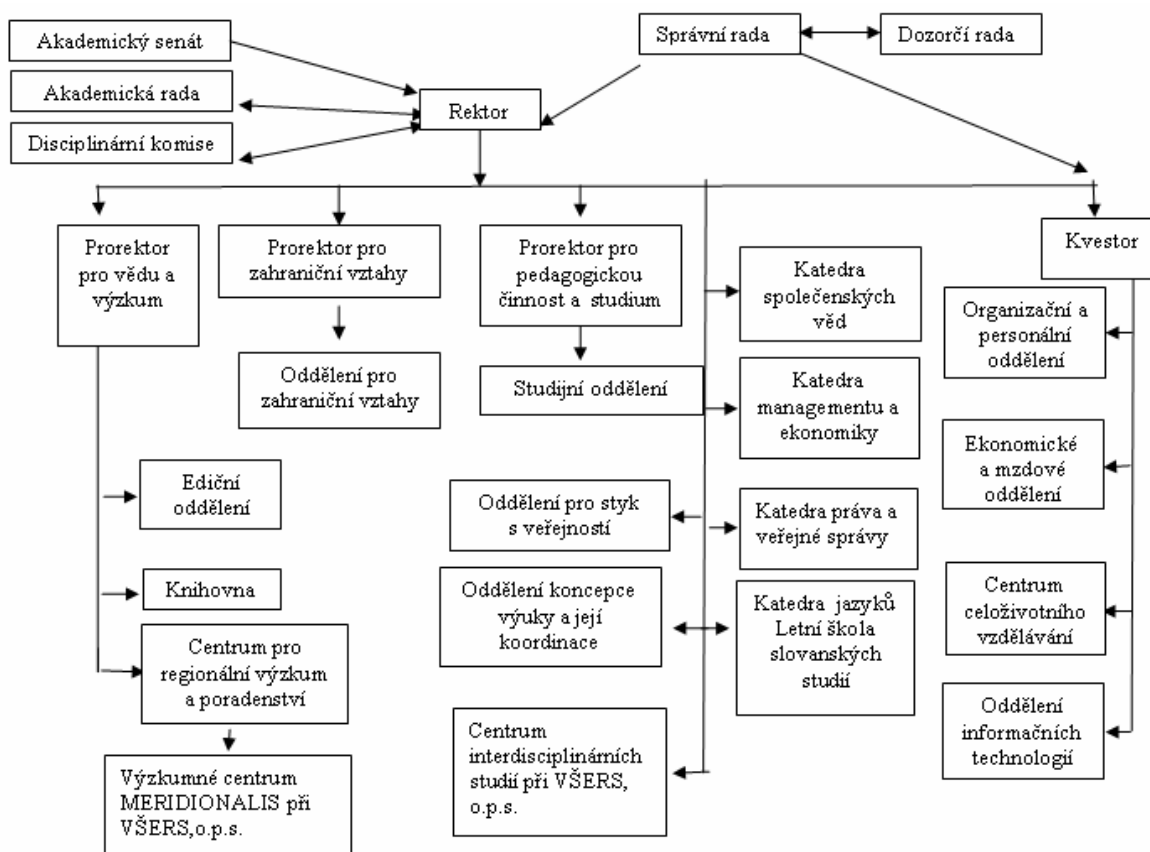 Akademický senát
Správní rada
Dozorčí rada
Akademická rada
Rektor
Disciplinární komise
Prorektor
pro vědu a
výzkum
Prorektor pro
zahraniční vztahy
Prorektor pro
pedagogickou
činnost a studium
Kvestor
Katedra
společenských
věd
Organizační a
personální
oddělení
Oddělení pro
zahraniční vztahy
Studijní oddělení
Katedra
managementu a
ekonomiky
Ekonomické
a mzdové
oddělení
Ediční
oddělení
Oddělení pro styk
s veřejností
Katedra práva a
veřejné správy
Knihovna
Oddělení koncepce
výuky a její
koordinace
Katedra jazyků
Letní škola
slovanských
studií
Centrum
celoživotního
vzdělávání
Centrum pro
regionální výzkum
a poradenství
Centrum
interdisciplinárních
studií při VŠERS,
o.p.s.
Oddělení
informačních
technologií
Výzkumné centrum
MERIDIONALIS při
VŠERS,o.p.s.